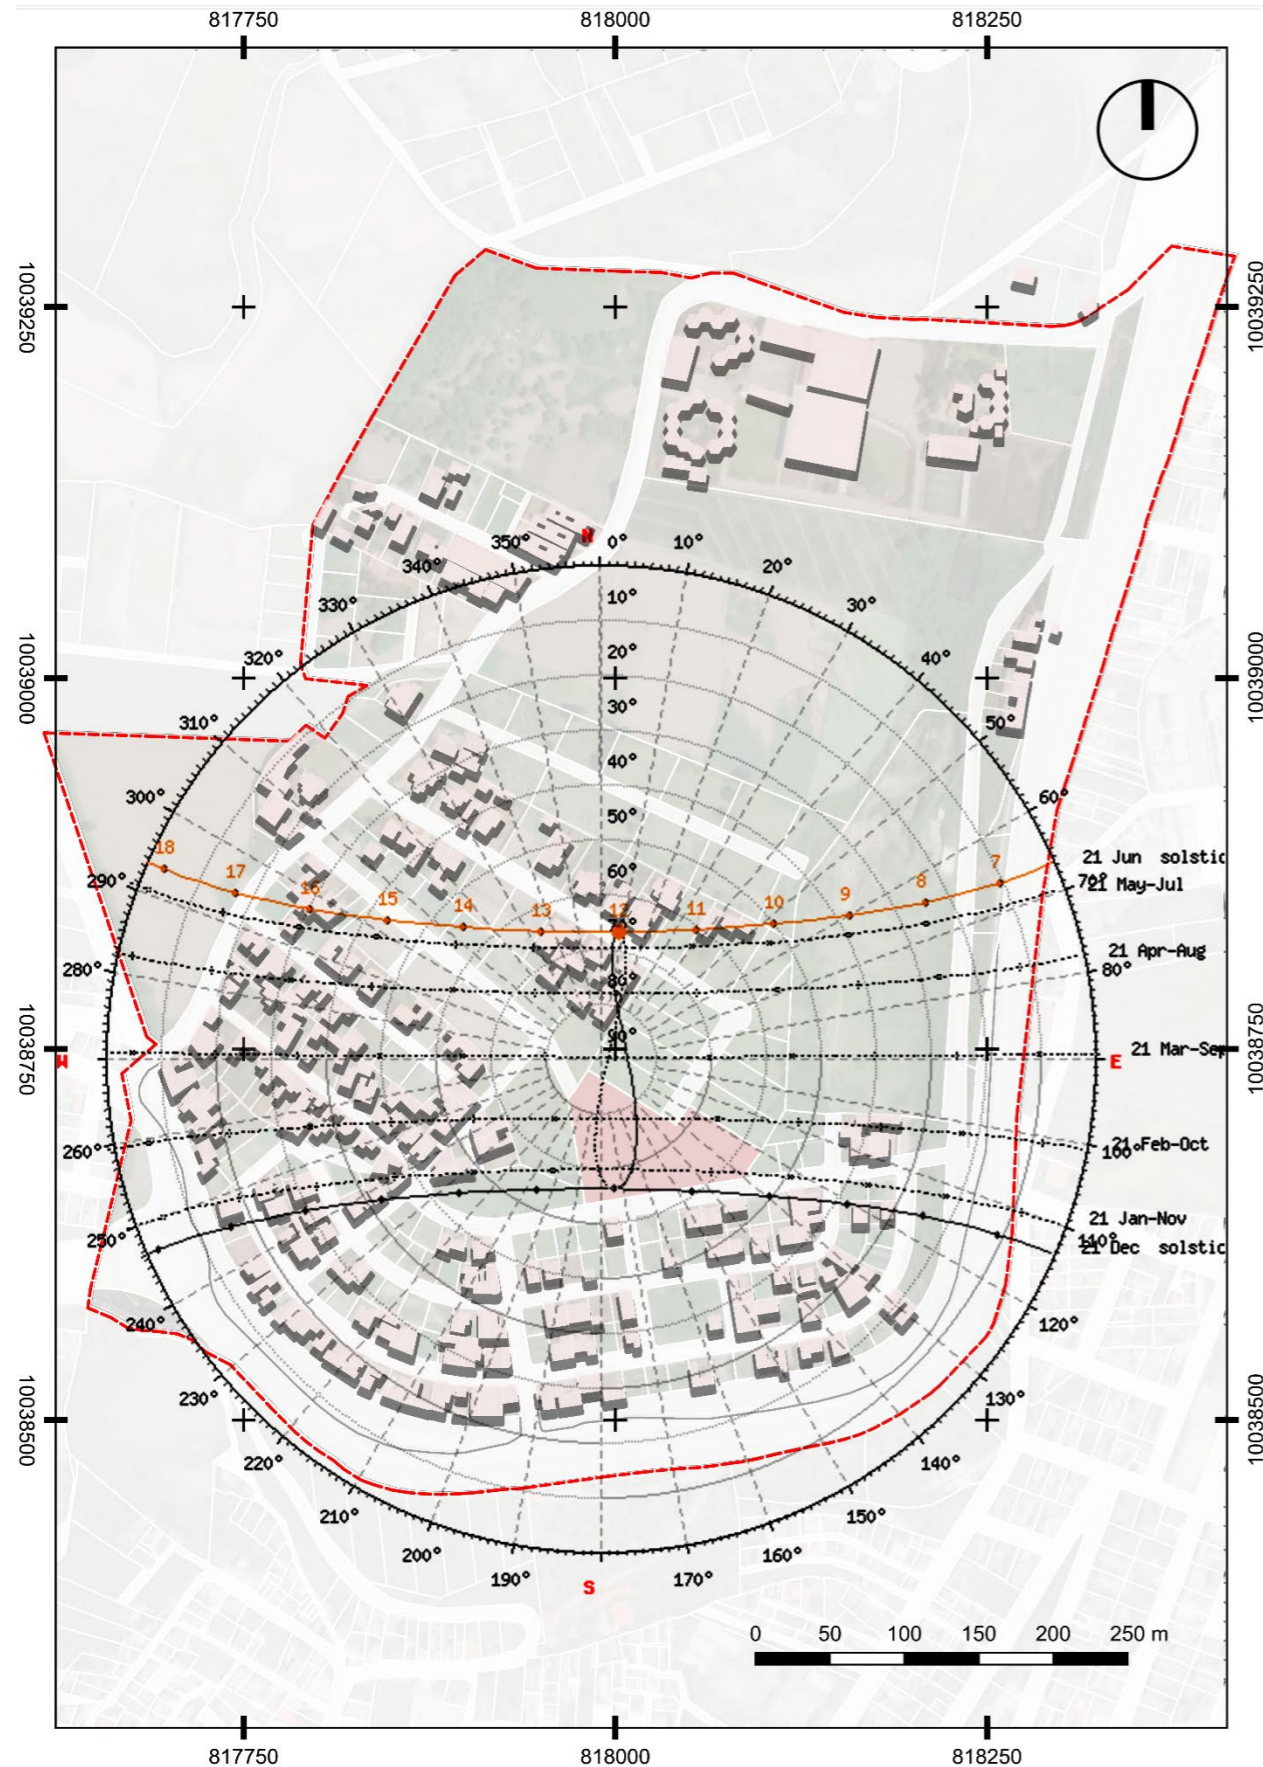 817750 818000 818250
10039250 10039250
N
350° 0° 10°
340° 10° 20°
330° 30°
320° 20° 40°
10039000 10039000
310° 30° 50°
40°
300° 50° 60°
18 60° 21 Jun solstic
290° 17 16 15 14 13 12 11 10 9 8 7 70° 21 May-Jul
70°
280° 80° 21 Apr-Aug
80°
10038750 90° 10038750
W E 21 Mar-Sep
260° 100° 21 Feb-Oct
250° 110° 21 Jan-Nov
21 Dec solstic
240° 120°
230° 130°
10038500 10038500
220° 140°
210° 150°
200° 160°
190° 170°
S
0 50 100 150 200 250 m
817750 818000 818250